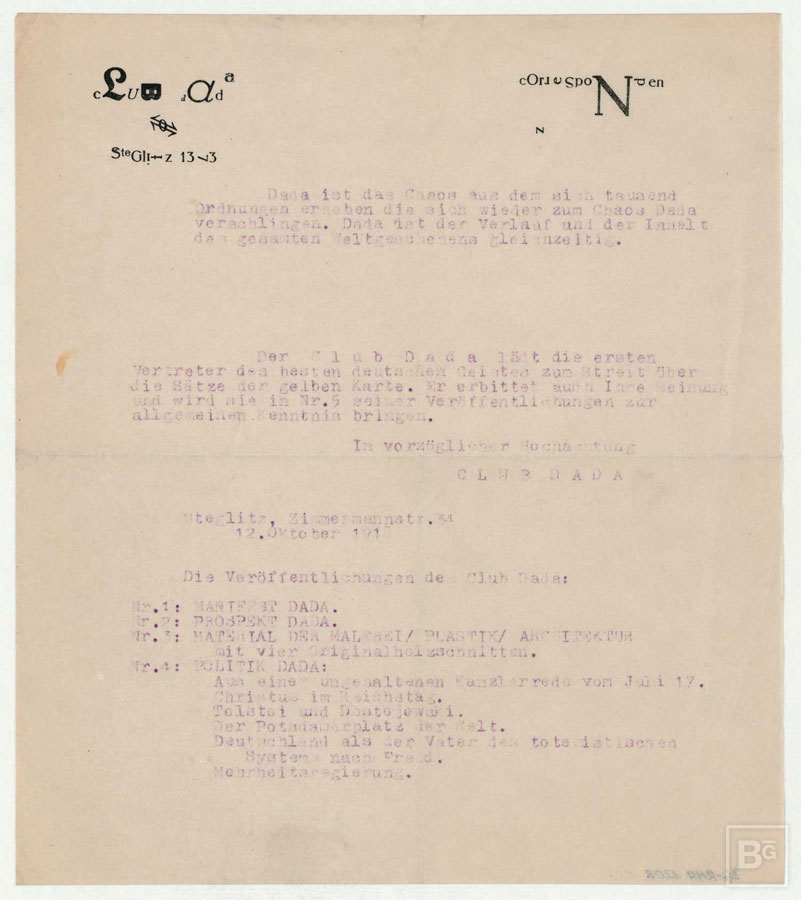 cLUB dAda
SteGlitz 1373
cOrresponNden
z
Dada ist das Chaos aus dem sich tausend
Ordnungen erheben die sich wieder zum Chaos Dada
verschlingen. Dada ist der Verlauf und der Inhalt
des gesamten Weltgeschehens gleichzeitig.
Der Club Dada lädt die ersten
Vertreter des besten deutschen Geistes zum Streit über
die Sätze der gelben Karte. Er erbittet auch Ihre Meinung
und wird sie in Nr.5 seiner Veröffentlichungen zur
allgemeinen Kenntnis bringen.
In vorzüglicher Hochachtung
CLUB DADA
Steglitz, Zimmermannstr.34
12.Oktober 1918
Die Veröffentlichungen des Club Dada:
Nr.1: MANIFEST DADA.
Nr.2: PROSPEKT DADA.
Nr.3: MATERIAL DER MALEREI/ PLASTIK/ ARCHITEKTUR
mit vier Originalholzschnitten.
Nr.4: POLITIK DADA:
Aus einer ungehaltenen Kanzlerrede vom Juli 17.
Christus im Reichstag.
Tolstoi und Dostojewski.
Der Potsdamerplatz der Welt.
Deutschland als der Vater des totemistischen
Systems nach Freud.
Mehrheitsregierung.
BG